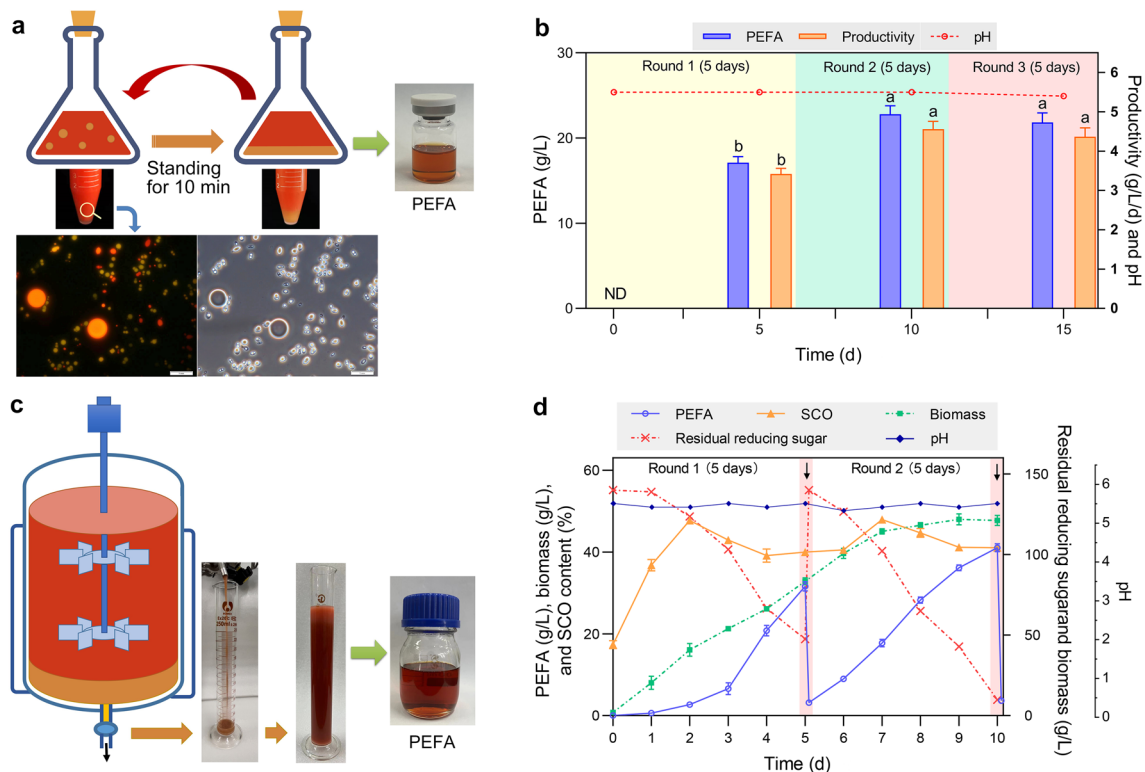 a
Standing
for 10 min
PEFA
b
PEFA
Productivity
pH
Round 1 (5 days)
Round 2 (5 days)
Round 3 (5 days)
PEFA (g/L)
30
20
10
0
ND
b
b
a
a
a
a
0
5
10
15
Time (d)
6
5
4
3
2
1
0
Productivity
(g/L/d) and pH
c
PEFA
d
PEFA
SCO
Biomass
Residual reducing sugar
pH
Round 1 (5 days)
Round 2 (5 days)
PEFA (g/L), biomass (g/L),
and SCO content (%)
60
40
20
0
0
1
2
3
4
5
6
7
8
9
10
Time (d)
150
100
50
0
Residual reducing sugarand biomass (g/L)
6
5
4
3
2
1
0
pH